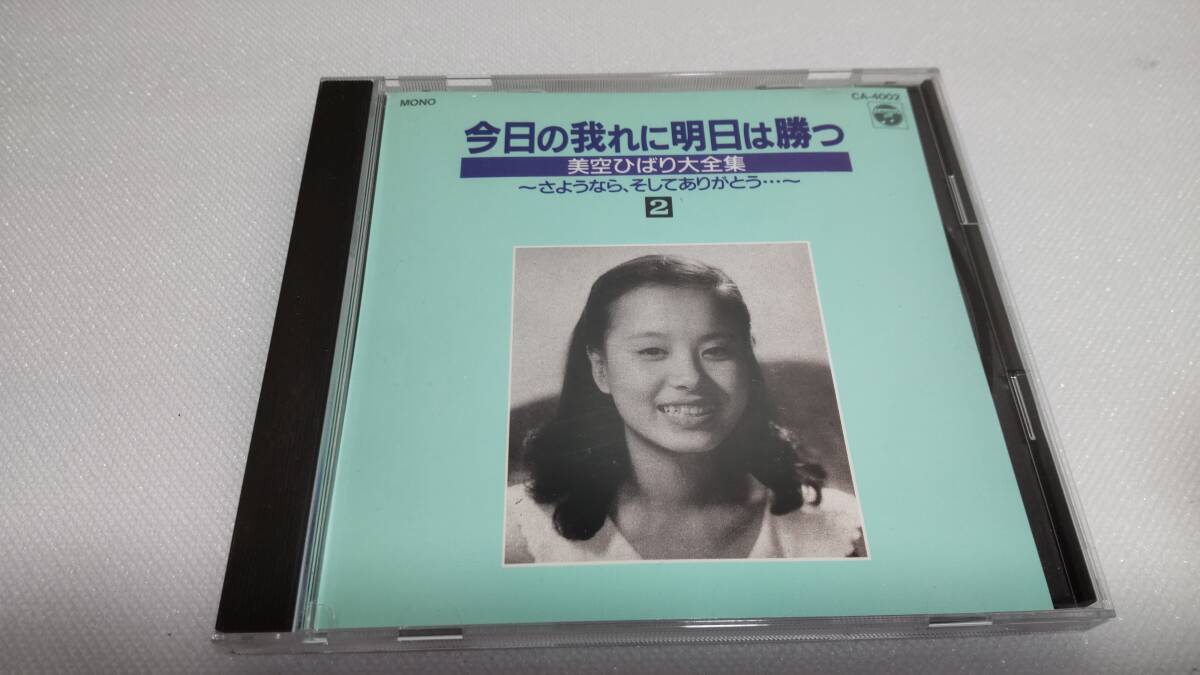 MONO
CA-4002
今日の我れに明日は勝つ
美空ひばり大全集
～さようなら、そしてありがとう…～
2